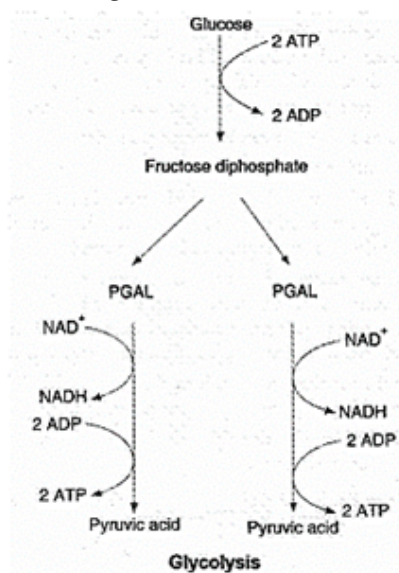 Glucose
2 ATP
2 ADP
Fructose diphosphate
PGAL
PGAL
NAD+
NAD+
NADH
NADH
2 ADP
2 ADP
2 ATP
2 ATP
Pyruvic acid
Pyruvic acid
Glycolysis